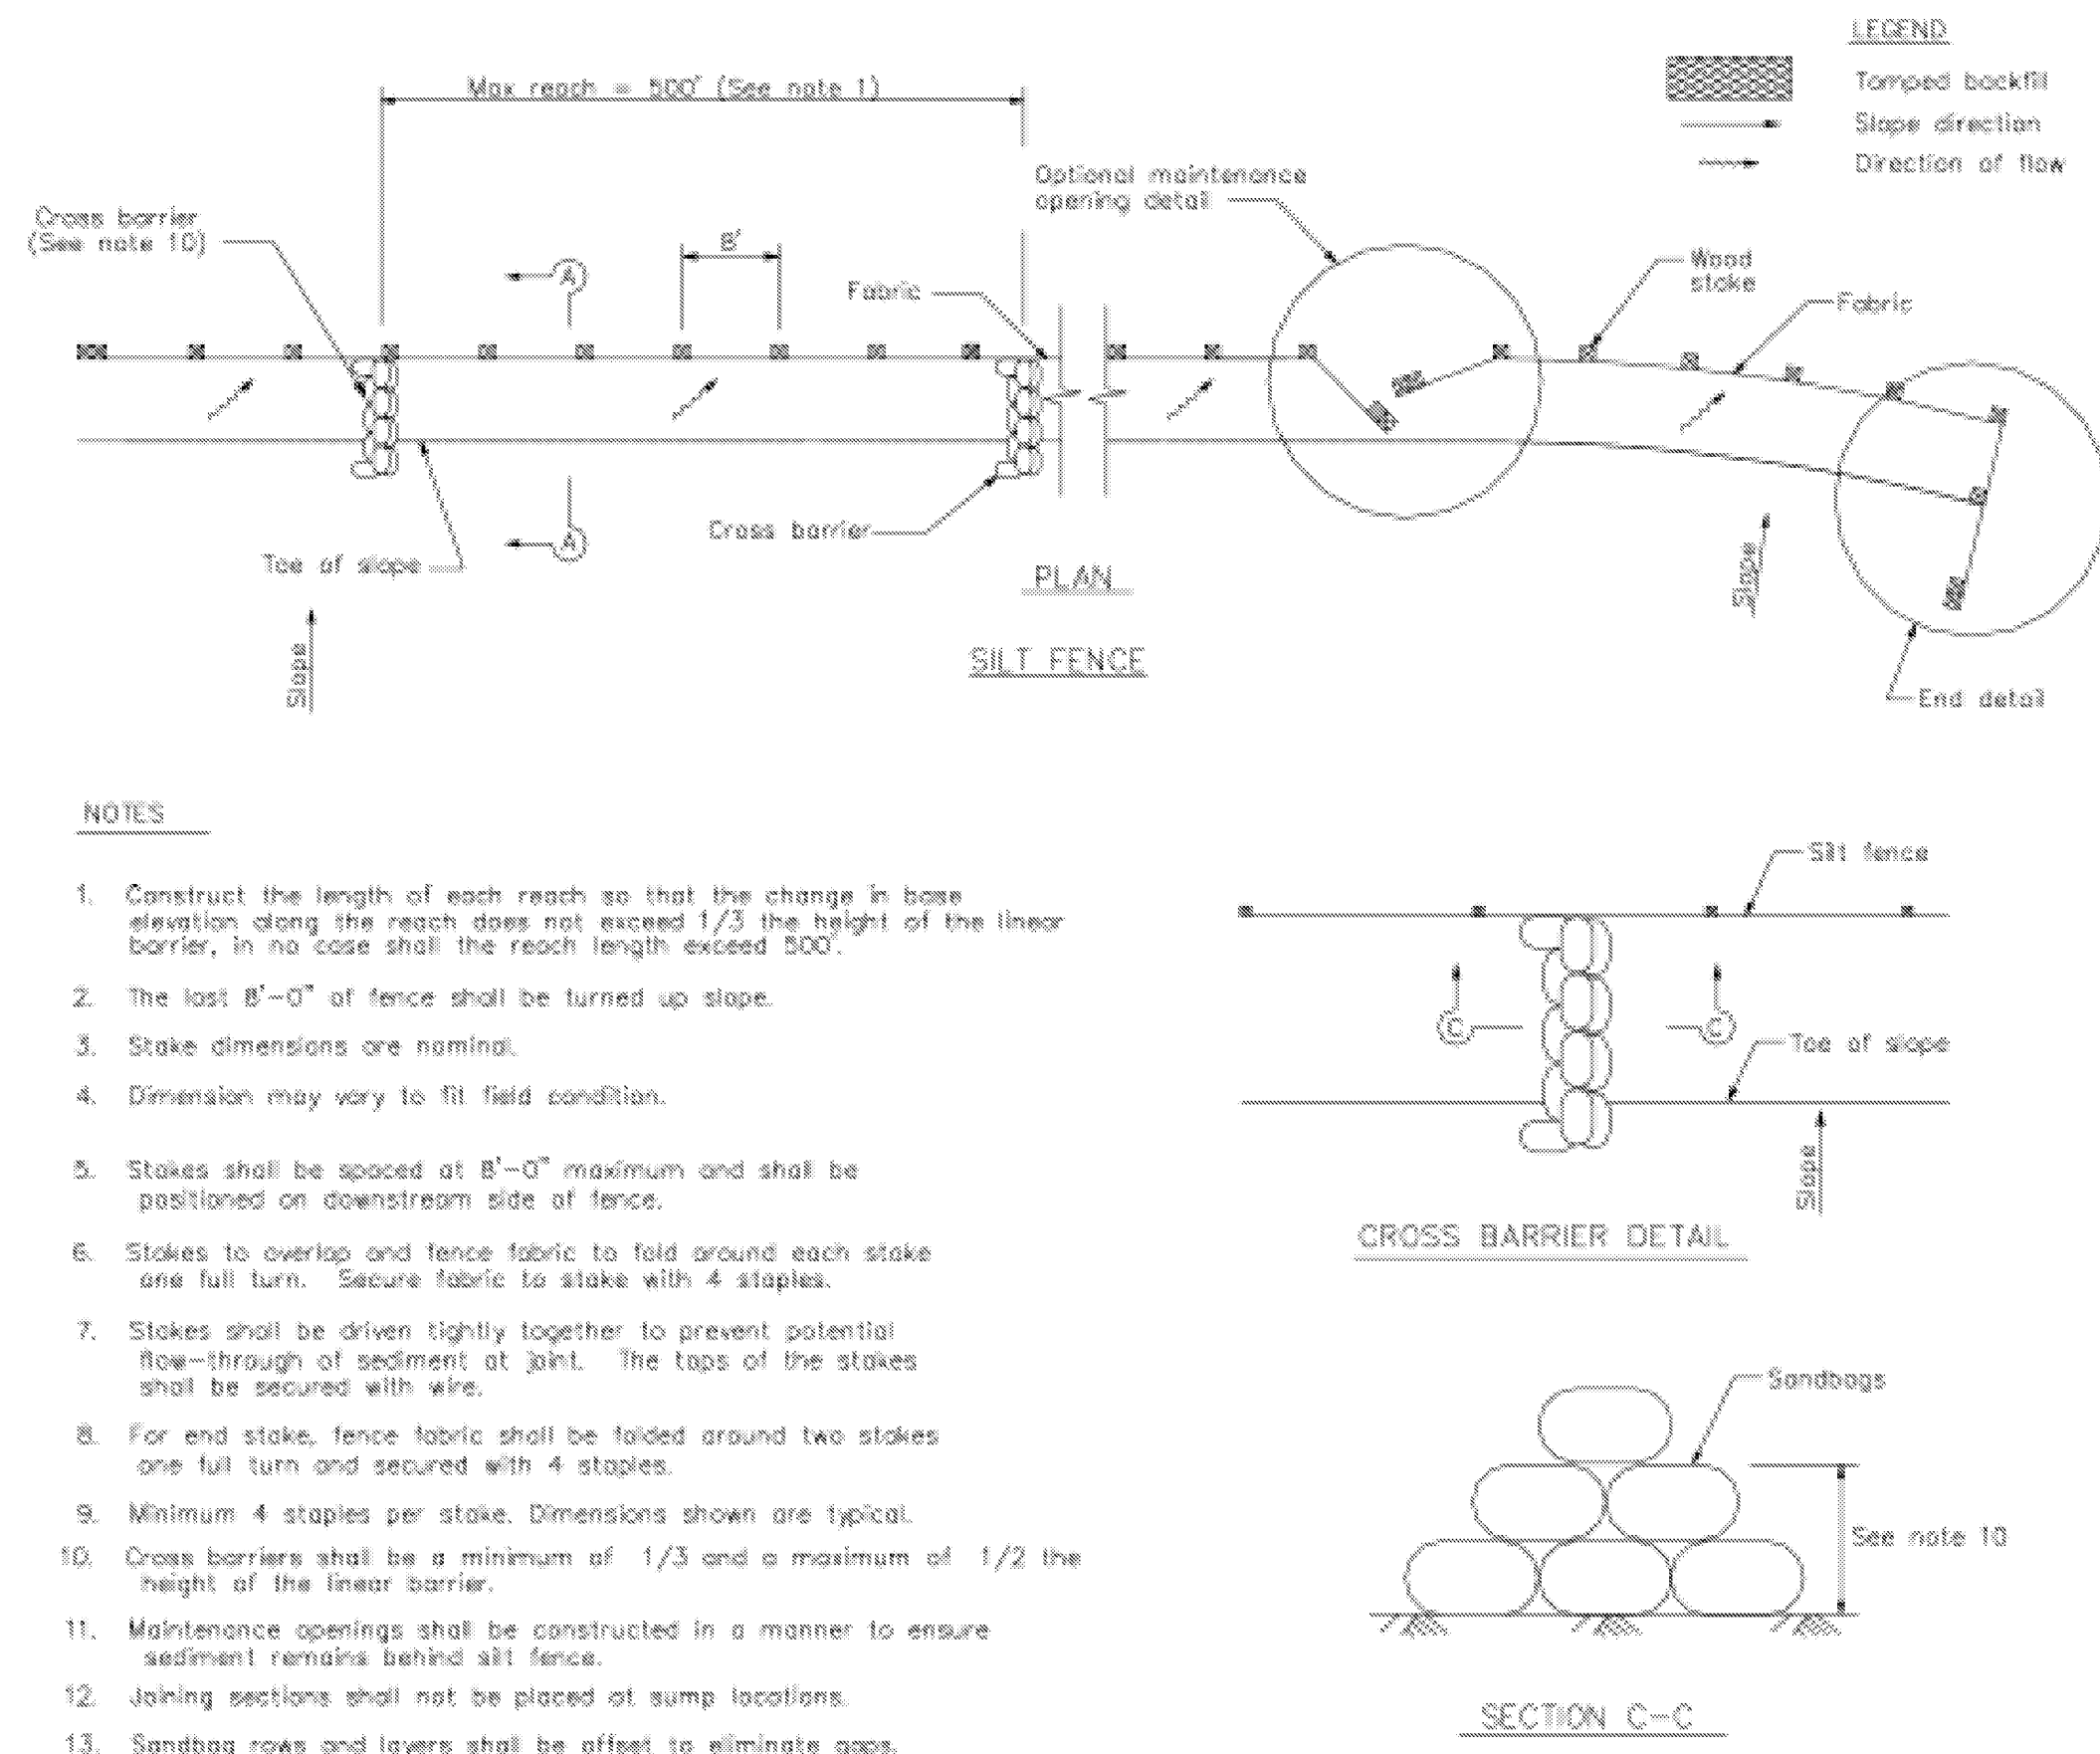 LEGEND
Tamped backfill
Slope direction
Direction of flow
Max reach = 500' (See note 1)
Optional maintenance
opening detail
Cross barrier
(See note 10)
A
8'
Fabric
Wood
stake
Fabric
Toe of slope
A
Cross barrier
PLAN
SILT FENCE
Slope
Slope
End detail
NOTES
1. Construct the length of each reach so that the change in base
elevation along the reach does not exceed 1/3 the height of the linear
barrier, in no case shall the reach length exceed 500'.
2. The last 8'-0" of fence shall be turned up slope.
3. Stake dimensions are nominal.
4. Dimension may vary to fit field condition.
5. Stakes shall be spaced at 8'-0" maximum and shall be
positioned on downstream side of fence.
6. Stakes to overlap and fence fabric to fold around each stake
one full turn. Secure fabric to stake with 4 staples.
7. Stakes shall be driven tightly together to prevent potential
flow-through of sediment at joint. The tops of the stakes
shall be secured with wire.
8. For end stake, fence fabric shall be folded around two stakes
one full turn and secured with 4 staples.
9. Minimum 4 staples per stake. Dimensions shown are typical.
10. Cross barriers shall be a minimum of 1/3 and a maximum of 1/2 the
height of the linear barrier.
11. Maintenance openings shall be constructed in a manner to ensure
sediment remains behind silt fence.
12. Joining sections shall not be placed at sump locations.
13. Sandbag rows and layers shall be offset to eliminate gaps.
Silt fence
C
C
Toe of slope
Slope
CROSS BARRIER DETAIL
Sandbags
See note 10
SECTION C-C